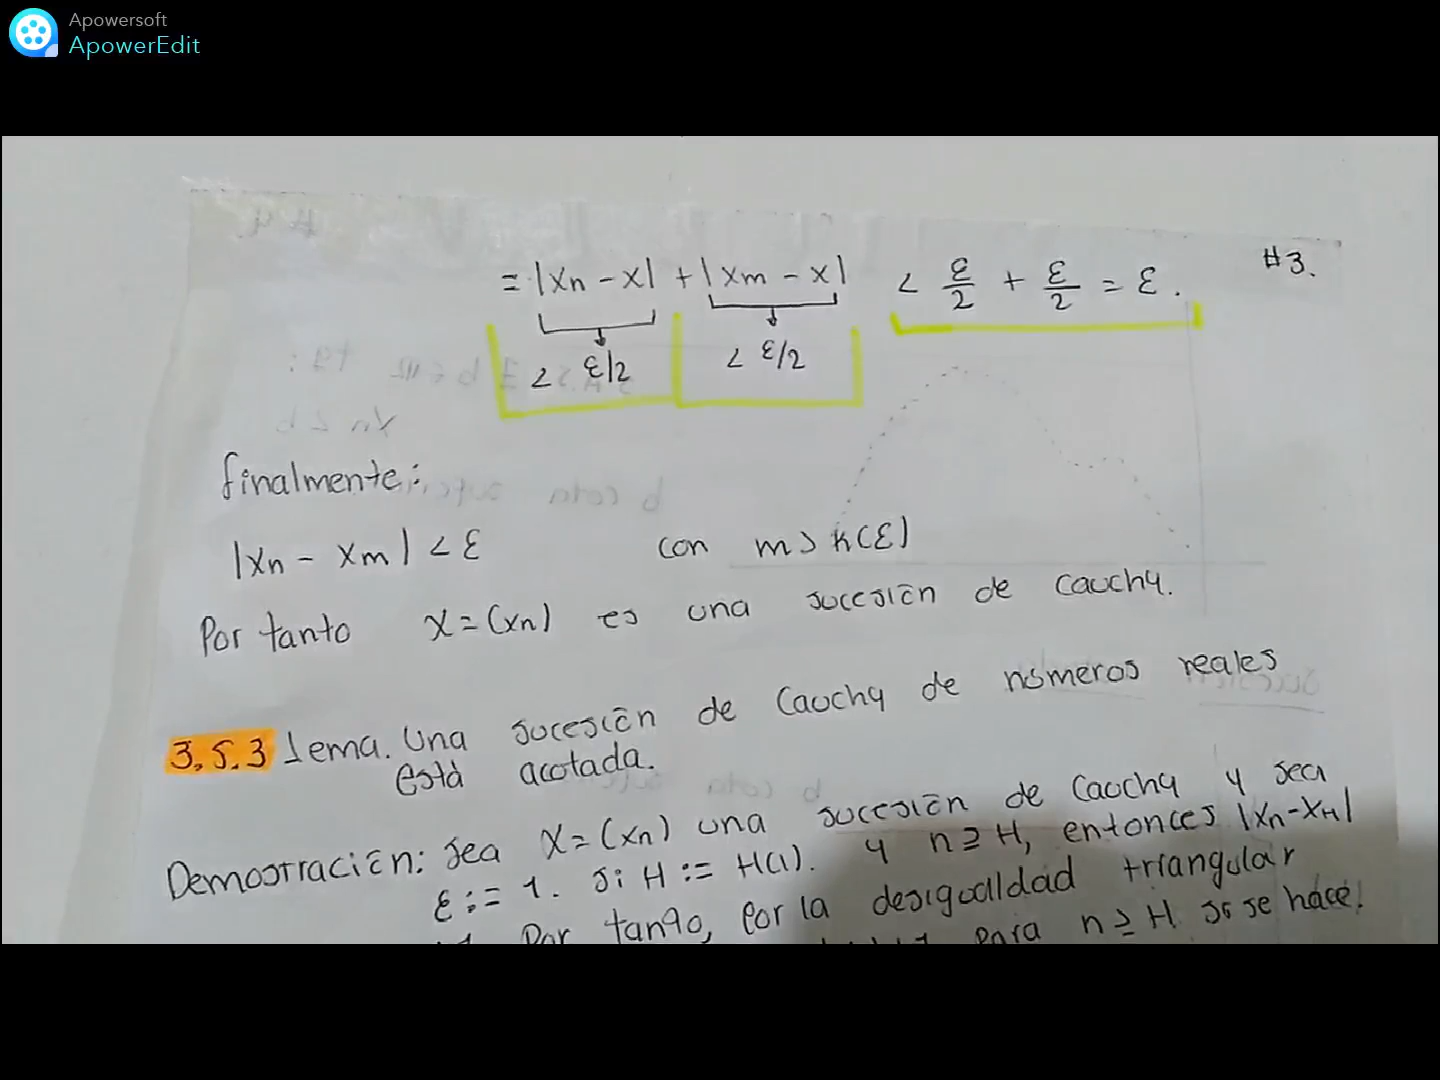 Apowersoft
ApowerEdit
#3.
= |xn - x| + |xm - x| < ε/2 + ε/2 = ε.
< ε/2 < ε/2
finalmente:
|xn - xm| < ε con m > K(ε)
Por tanto X = (xn) es una sucesión de Cauchy.
3.5.3 Lema. Una sucesión de Cauchy de números reales
está acotada.
Demostración: sea X = (xn) una sucesión de Cauchy y sea
ε := 1. si H := H(1). y n ≥ H, entonces |xn - xH|
Por tanto, por la desigualdad triangular
para n ≥ H. si se hace: